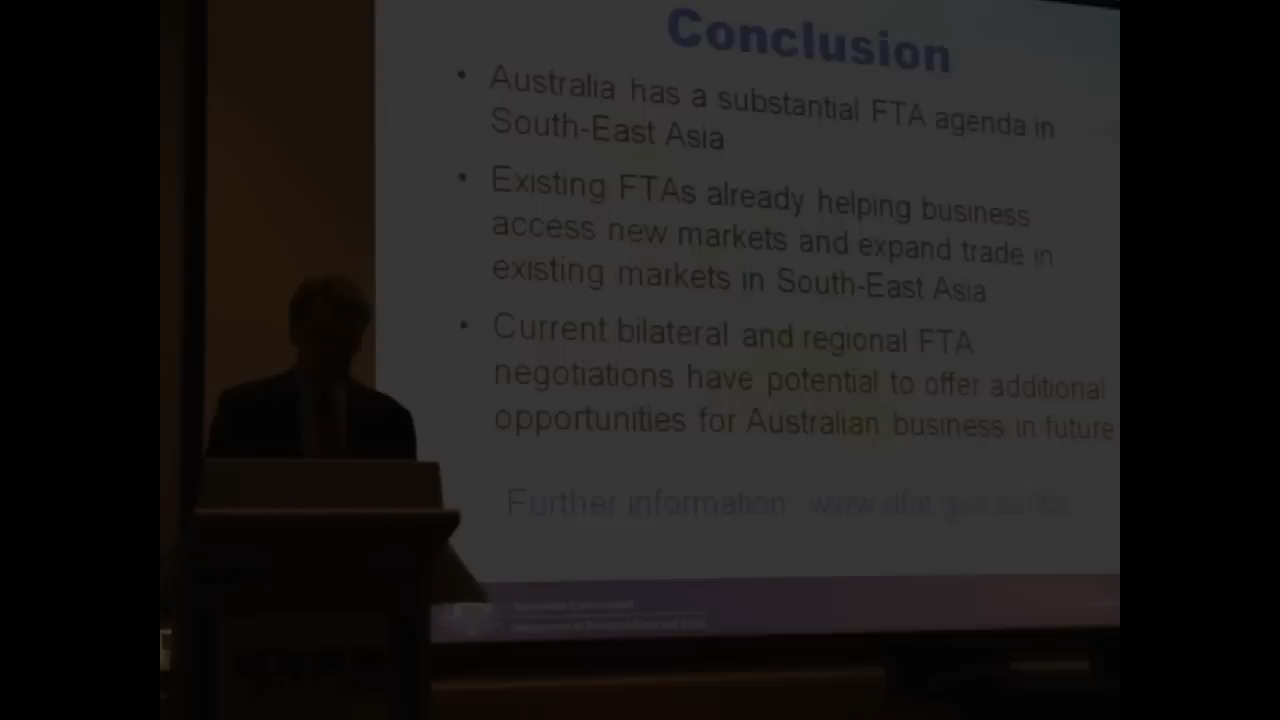 Conclusion
• Australia has a substantial FTA agenda in
South-East Asia
• Existing FTAs already helping business
access new markets and expand trade in
existing markets in South-East Asia
• Current bilateral and regional FTA
negotiations have potential to offer additional
opportunities for Australian business in future
Further information www.dfat.gov.au/fta
Australian Government